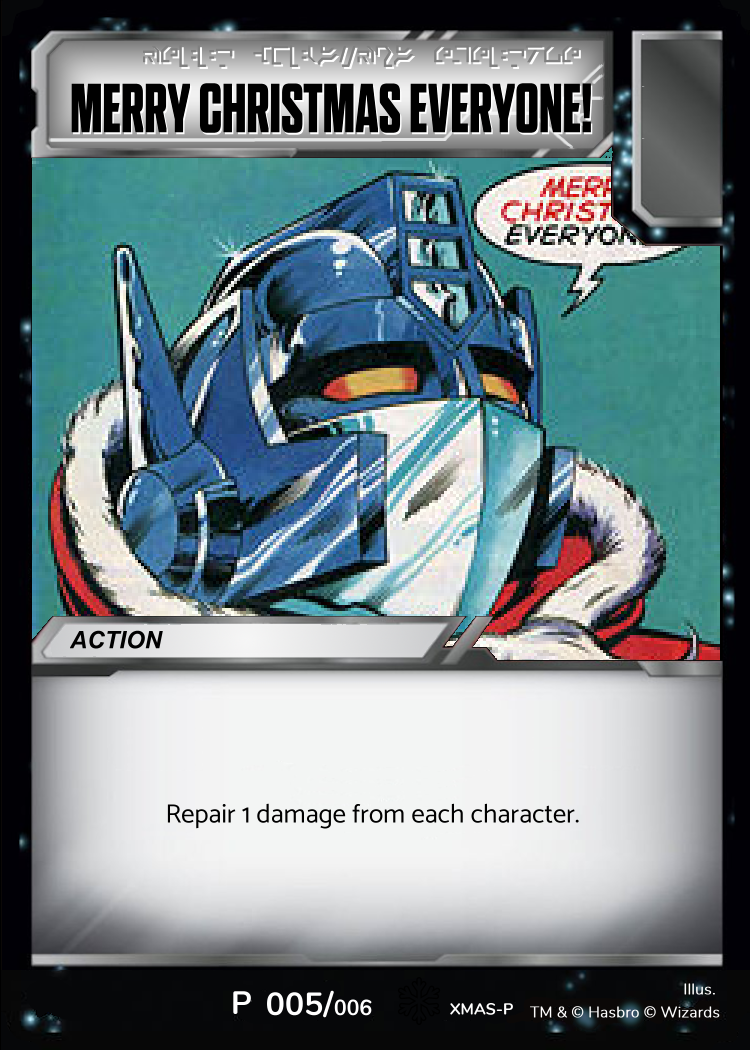 MERRY CHRISTMAS EVERYONE!
MERR
CHRIST
EVERYON
ACTION
Repair 1 damage from each character.
P 005/006
XMAS-P
Illus.
TM & © Hasbro © Wizards